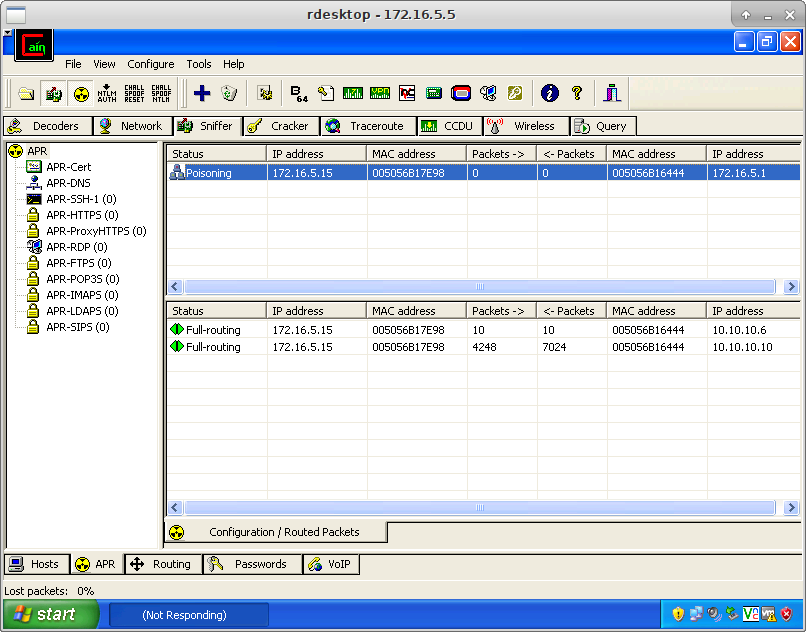 rdesktop - 172.16.5.5
Cain
File View Configure Tools Help
NTLM AUTH CHALL SPOOF RESET CHALL SPOOF NTLM B64
Decoders Network Sniffer Cracker Traceroute CCDU Wireless Query
APR
APR-Cert
APR-DNS
APR-SSH-1 (0)
APR-HTTPS (0)
APR-ProxyHTTPS (0)
APR-RDP (0)
APR-FTPS (0)
APR-POP3S (0)
APR-IMAPS (0)
APR-LDAPS (0)
APR-SIPS (0)
Status IP address MAC address Packets -> <- Packets MAC address IP address
Poisoning 172.16.5.15 005056B17E98 0 0 005056B16444 172.16.5.1
Status IP address MAC address Packets -> <- Packets MAC address IP address
Full-routing 172.16.5.15 005056B17E98 10 10 005056B16444 10.10.10.6
Full-routing 172.16.5.15 005056B17E98 4248 7024 005056B16444 10.10.10.10
Configuration / Routed Packets
Hosts APR Routing Passwords VoIP
Lost packets: 0%
start (Not Responding)